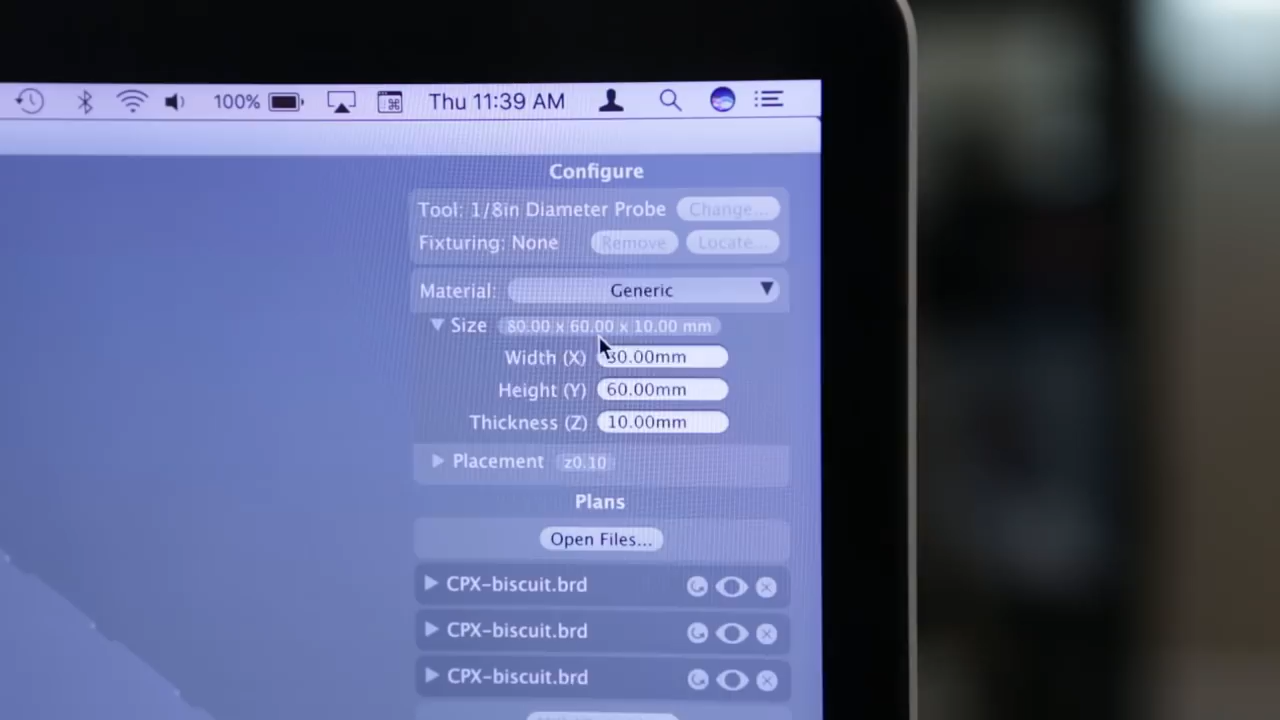 100% Thu 11:39 AM
Configure
Tool: 1/8in Diameter Probe Change...
Fixturing: None Remove Locate...
Material: Generic
Size 80.00 x 60.00 x 10.00 mm
Width (X) 80.00mm
Height (Y) 60.00mm
Thickness (Z) 10.00mm
Placement z0.10
Plans
Open Files...
CPX-biscuit.brd
CPX-biscuit.brd
CPX-biscuit.brd